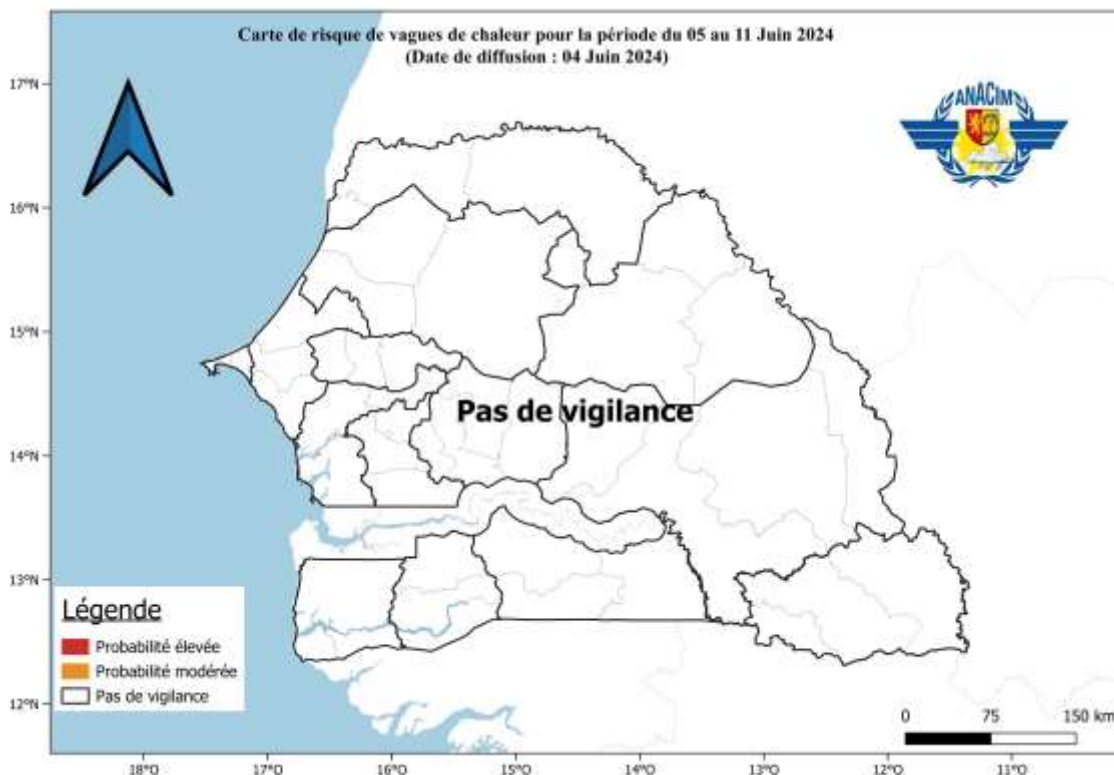 Carte de risque de vagues de chaleur pour la période du 05 au 11 Juin 2024
(Date de diffusion : 04 Juin 2024)
17°N
ANACIM
16°N
15°N
Pas de vigilance
14°N
13°N
Légende
Probabilité élevée
Probabilité modérée
Pas de vigilance
12°N
0 75 150 km
18°O 17°O 16°O 15°O 14°O 13°O 12°O 11°O